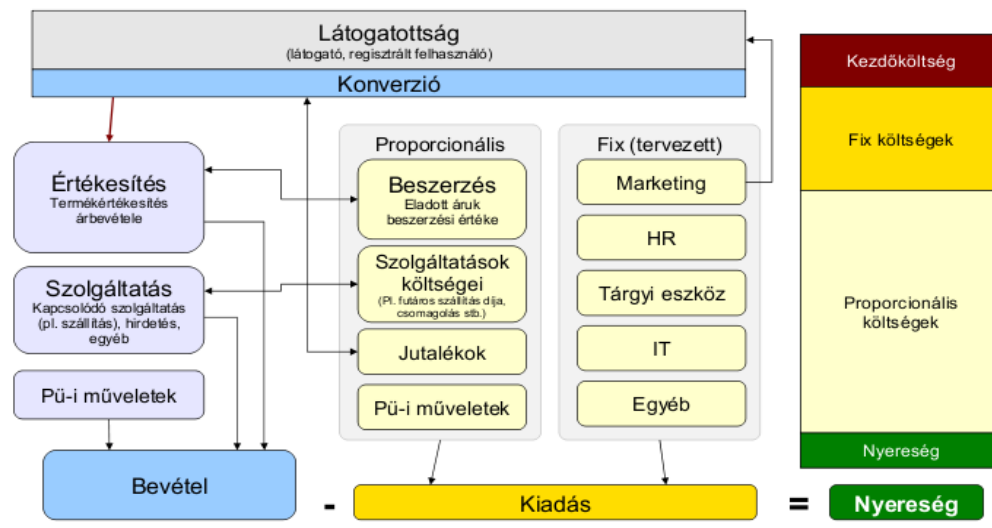 Látogatottság
(látogató, regisztrált felhasználó)
Konverzió
Értékesítés
Termékértékesítés
árbevétele
Szolgáltatás
Kapcsolódó szolgáltatás
(pl. szállítás), hirdetés,
egyéb
Pü-i műveletek
Bevétel
Proporcionális
Beszerzés
Eladott áruk
beszerzési értéke
Szolgáltatások
költségei
(Pl. futáros szállítás díja,
csomagolás stb.)
Jutalékok
Pü-i műveletek
Fix (tervezett)
Marketing
HR
Tárgyi eszköz
IT
Egyéb
-
Kiadás
=
Nyereség
Kezdőköltség
Fix költségek
Proporcionális
költségek
Nyereség